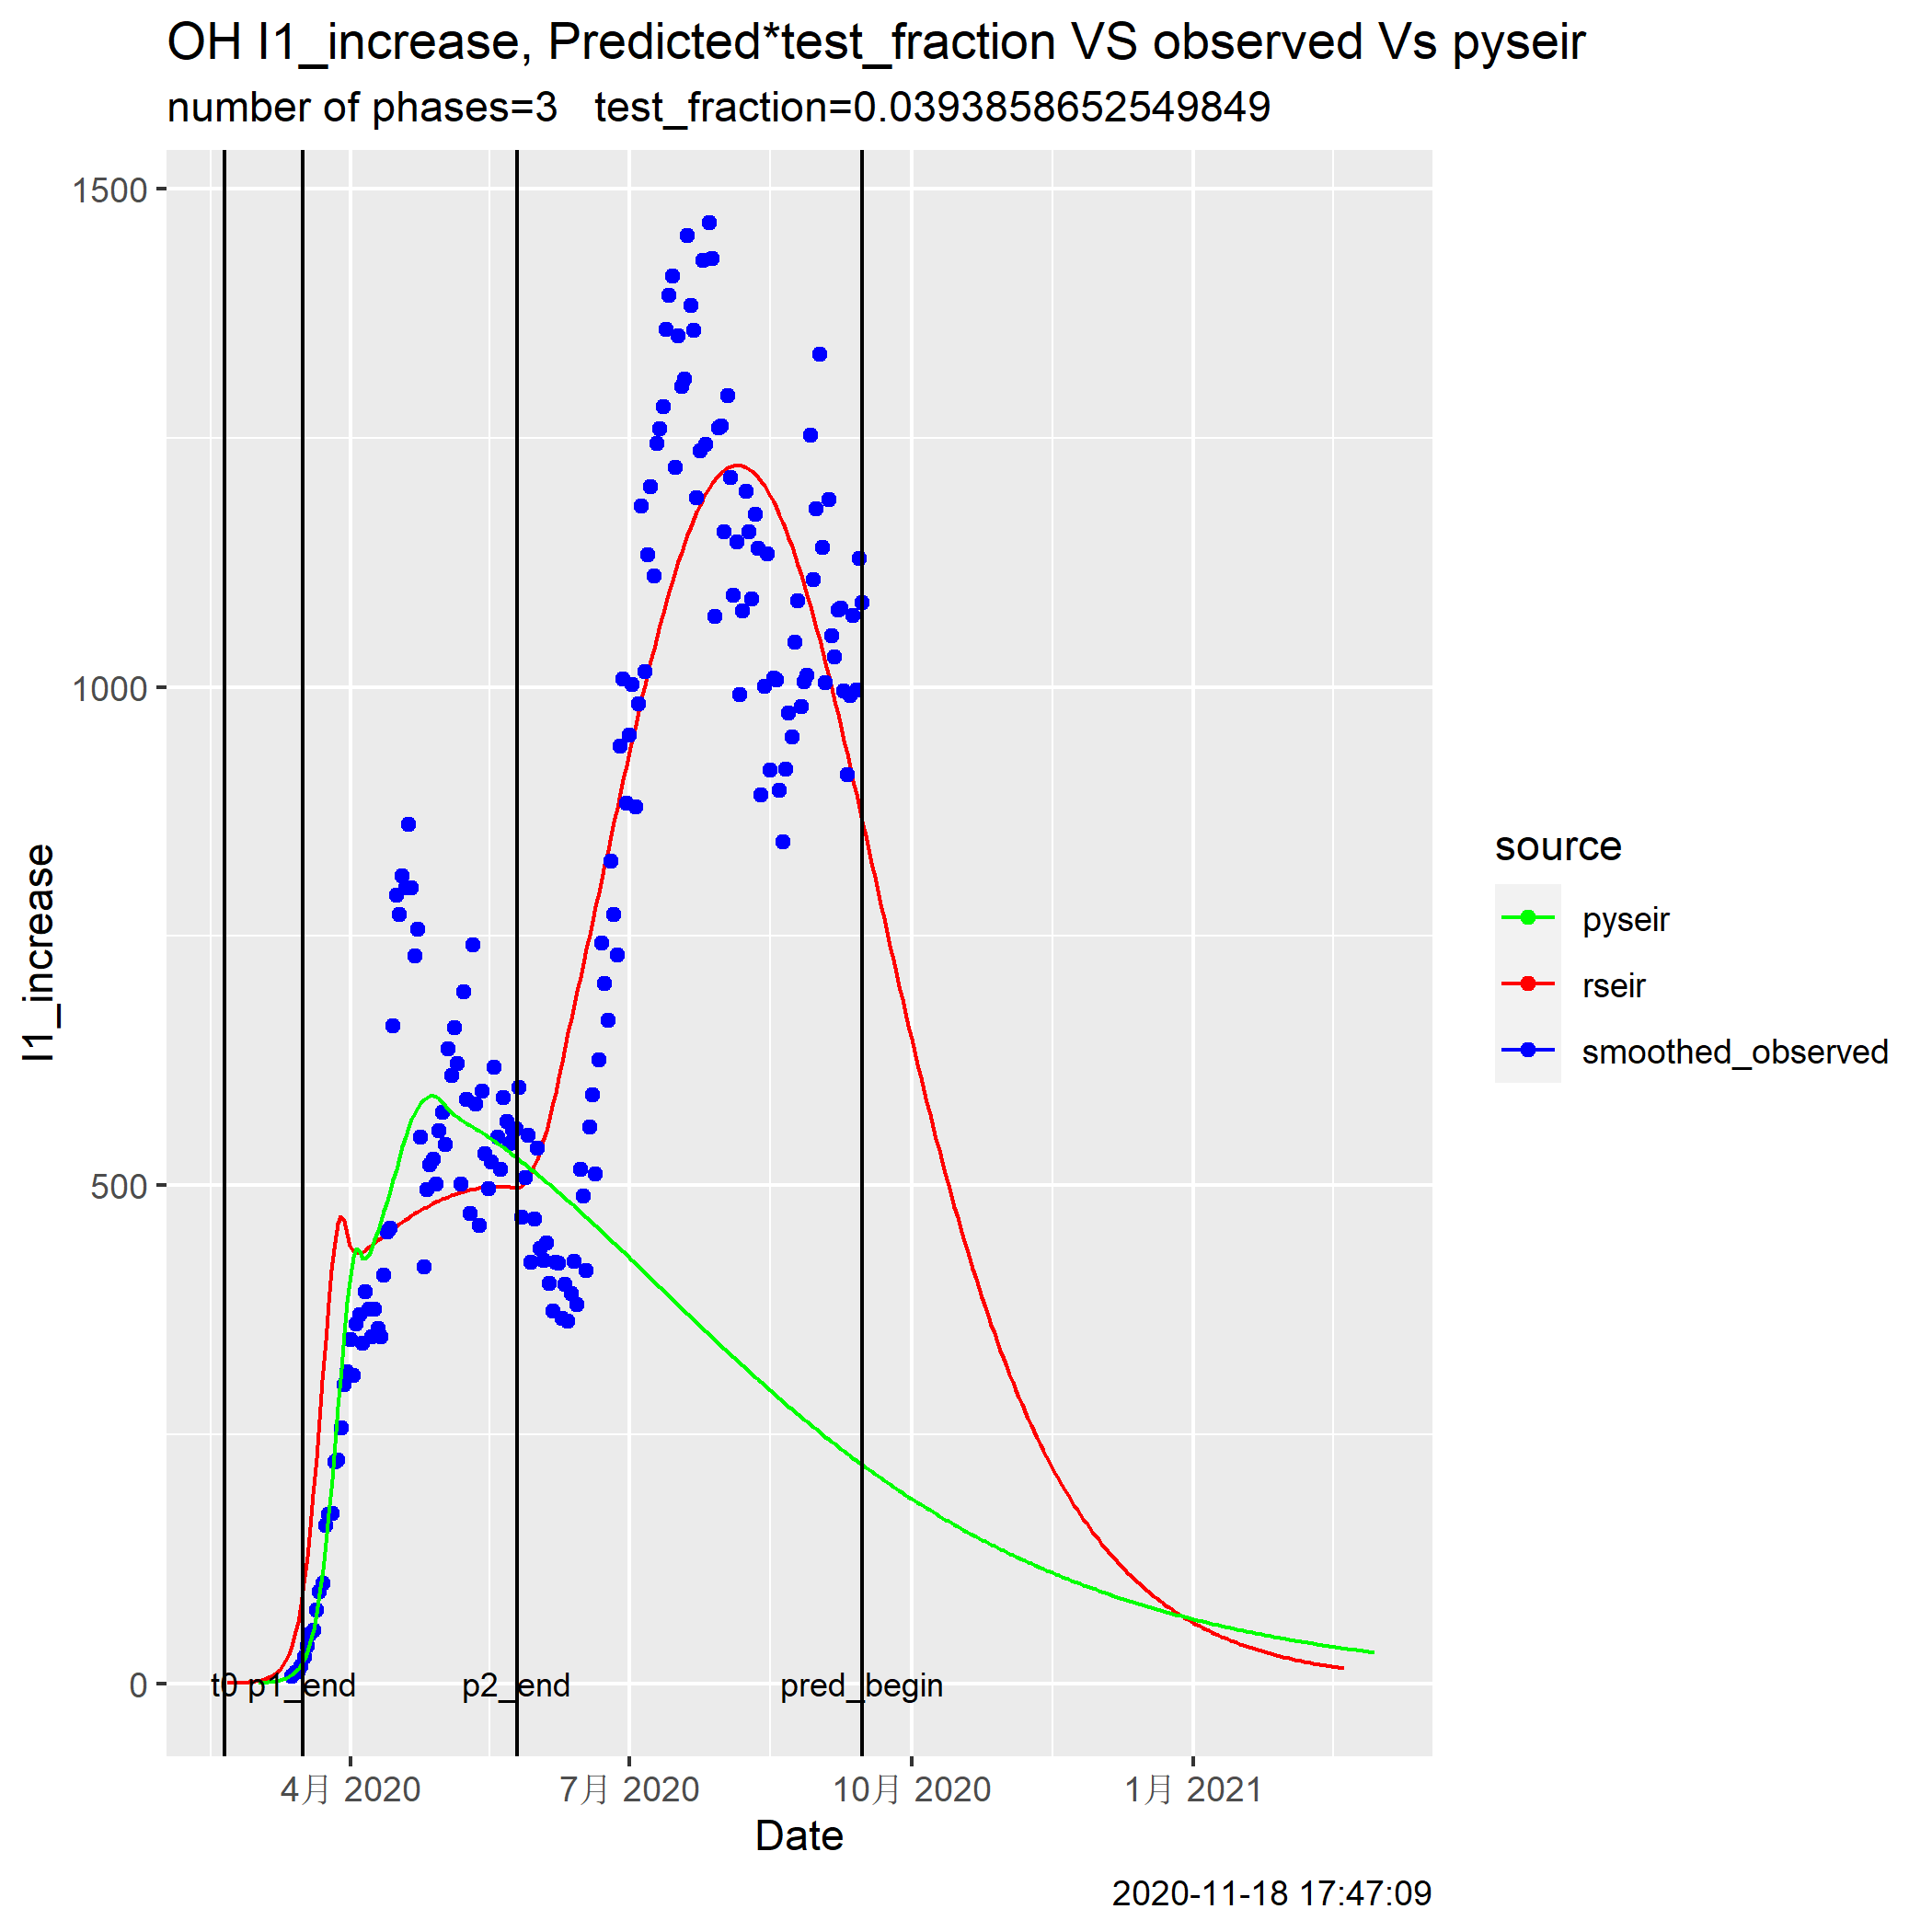 OH I1_increase, Predicted*test_fraction VS observed Vs pyseir
number of phases=3   test_fraction=0.0393858652549849
1500
1000
500
0
I1_increase
t0 p1_end p2_end pred_begin
4月 2020 7月 2020 10月 2020 1月 2021
Date
source
pyseir
rseir
smoothed_observed
2020-11-18 17:47:09